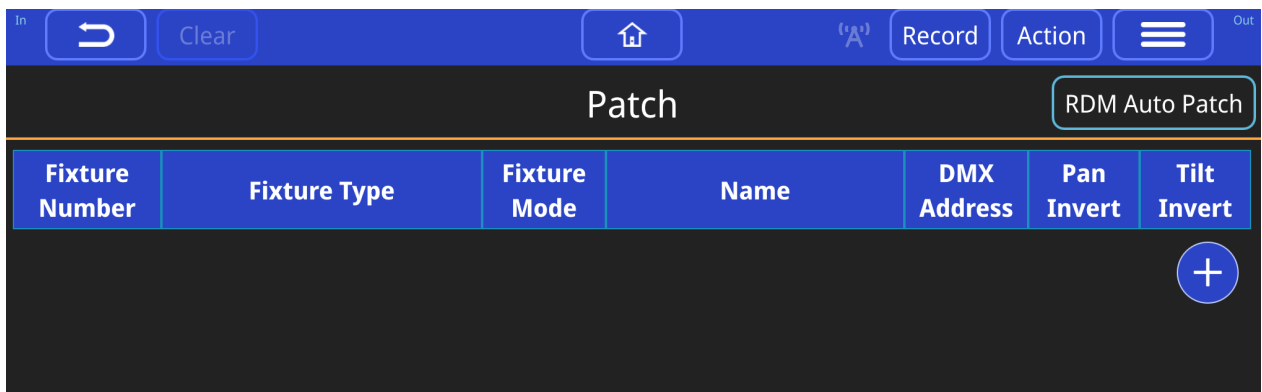 In
Clear
Record
Action
Out
Patch
RDM Auto Patch
Fixture
Number
Fixture Type
Fixture
Mode
Name
DMX
Address
Pan
Invert
Tilt
Invert